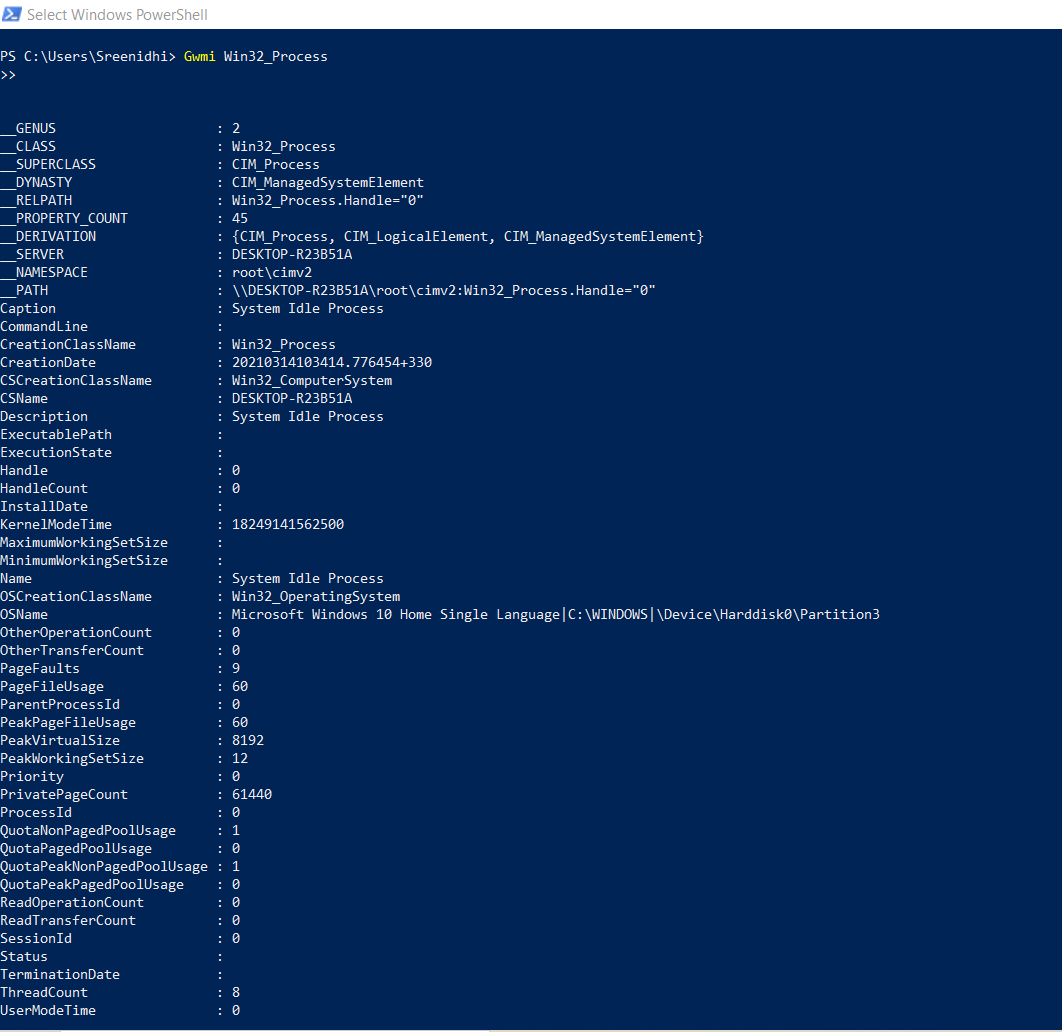 Select Windows PowerShell
PS C:\Users\Sreenidhi> Gwmi Win32_Process
>>
__GENUS : 2
__CLASS : Win32_Process
__SUPERCLASS : CIM_Process
__DYNASTY : CIM_ManagedSystemElement
__RELPATH : Win32_Process.Handle="0"
__PROPERTY_COUNT : 45
__DERIVATION : {CIM_Process, CIM_LogicalElement, CIM_ManagedSystemElement}
__SERVER : DESKTOP-R23B51A
__NAMESPACE : root\cimv2
__PATH : \\DESKTOP-R23B51A\root\cimv2:Win32_Process.Handle="0"
Caption : System Idle Process
CommandLine :
CreationClassName : Win32_Process
CreationDate : 20210314103414.776454+330
CSCreationClassName : Win32_ComputerSystem
CSName : DESKTOP-R23B51A
Description : System Idle Process
ExecutablePath :
ExecutionState :
Handle : 0
HandleCount : 0
InstallDate :
KernelModeTime : 18249141562500
MaximumWorkingSetSize :
MinimumWorkingSetSize :
Name : System Idle Process
OSCreationClassName : Win32_OperatingSystem
OSName : Microsoft Windows 10 Home Single Language|C:\WINDOWS|\Device\Harddisk0\Partition3
OtherOperationCount : 0
OtherTransferCount : 0
PageFaults : 9
PageFileUsage : 60
ParentProcessId : 0
PeakPageFileUsage : 60
PeakVirtualSize : 8192
PeakWorkingSetSize : 12
Priority : 0
PrivatePageCount : 61440
ProcessId : 0
QuotaNonPagedPoolUsage : 1
QuotaPagedPoolUsage : 0
QuotaPeakNonPagedPoolUsage : 1
QuotaPeakPagedPoolUsage : 0
ReadOperationCount : 0
ReadTransferCount : 0
SessionId : 0
Status :
TerminationDate :
ThreadCount : 8
UserModeTime : 0